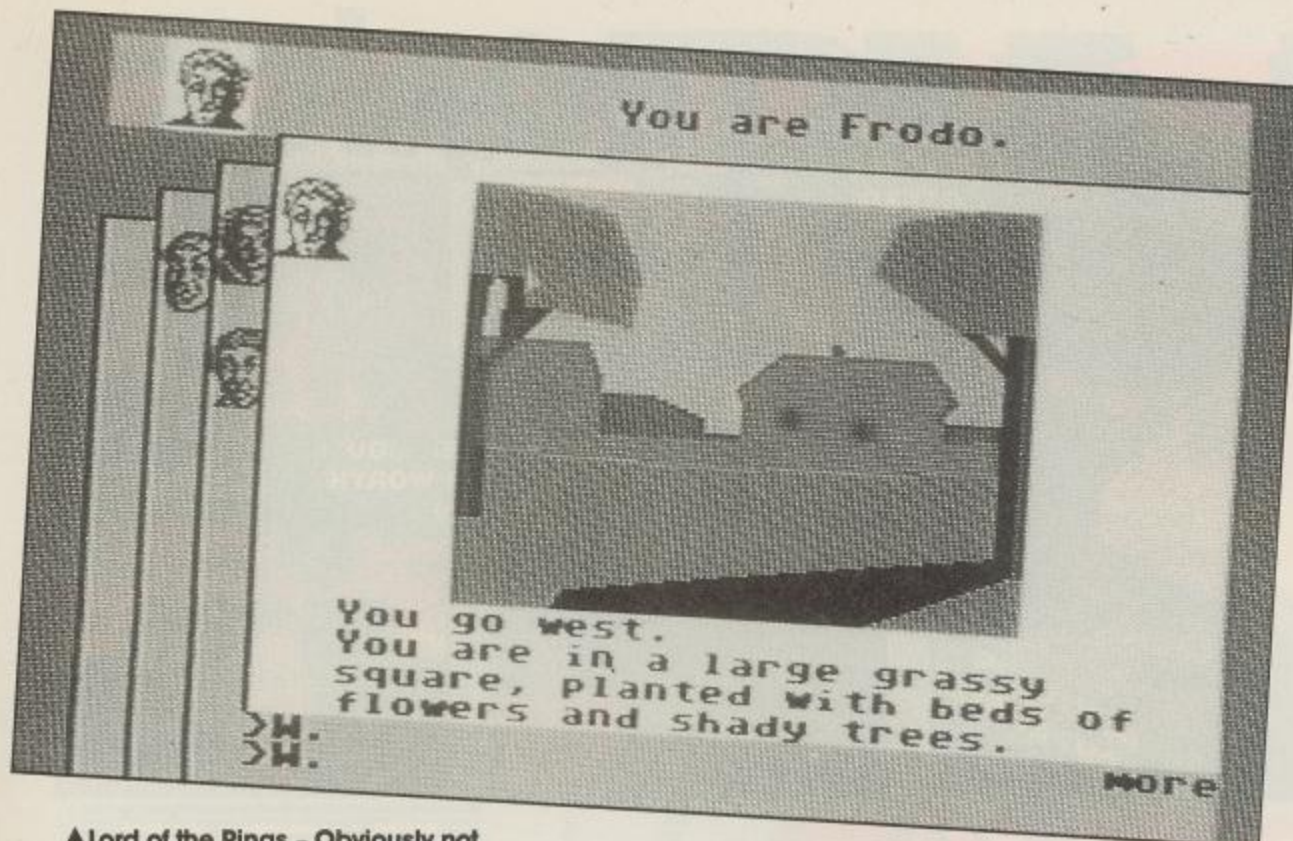 You are Frodo.
You go west.
You are in a large grassy
square, planted with beds of
flowers and shady trees.
>W.
>W.
More
▲Lord of the Rings – Obviously not